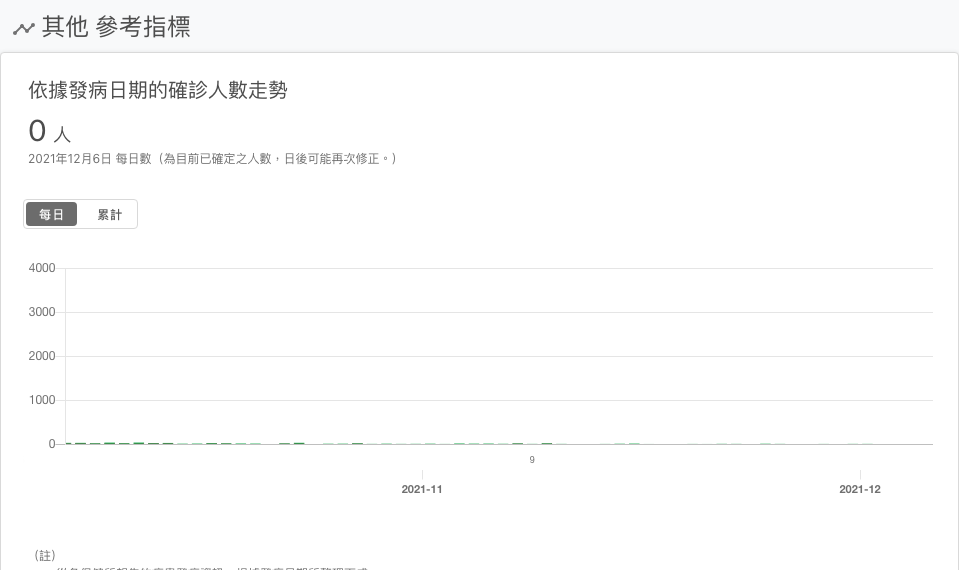 其他 參考指標
依據發病日期的確診人數走勢
0 人
2021年12月6日 每日數（為目前已確定之人數，日後可能再次修正。）
每日 累計
4000
3000
2000
1000
0
9
2021-11 2021-12
（註）